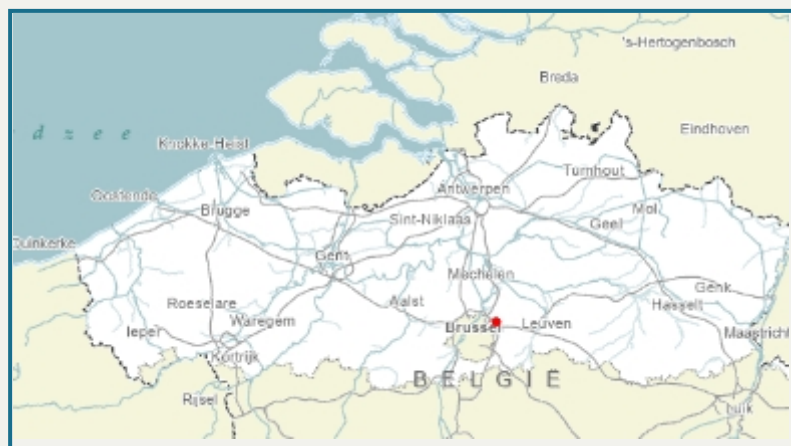 's-Hertogenbosch
Breda
d z e e
Eindhoven
Knokke-Heist
Turnhout
Antwerpen
Oostende
Mol
Brugge
Sint-Niklaas
Geel
Duinkerke
Gent
Mechelen
Genk
Roeselare
Aalst
Hasselt
Ieper
Waregem
Brussel
Leuven
Maastricht
Kortrijk
BELGIË
Rijsel
Luik